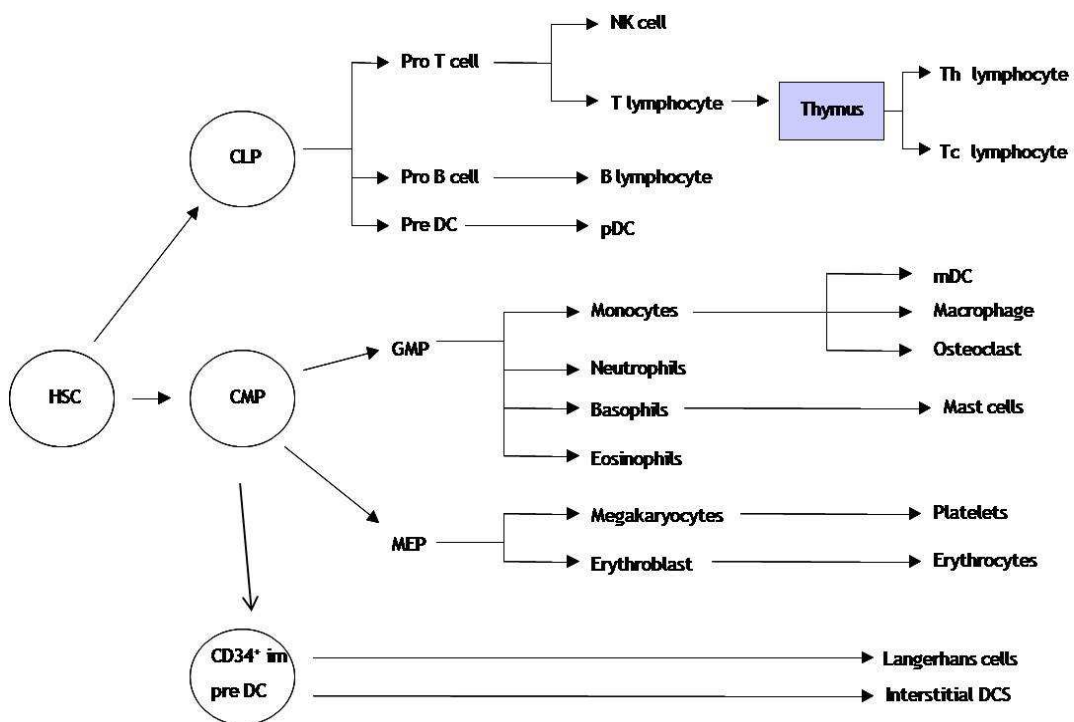 NK cell
Pro T cell
Th lymphocyte
T lymphocyte
Thymus
CLP
Tc lymphocyte
Pro B cell
B lymphocyte
Pre DC
pDC
mDC
Monocytes
Macrophage
GMP
Osteoclast
Neutrophils
HSC
CMP
Basophils
Mast cells
Eosinophils
Megakaryocytes
Platelets
MEP
Erythroblast
Erythrocytes
CD34⁺ im
pre DC
Langerhans cells
Interstitial DCS